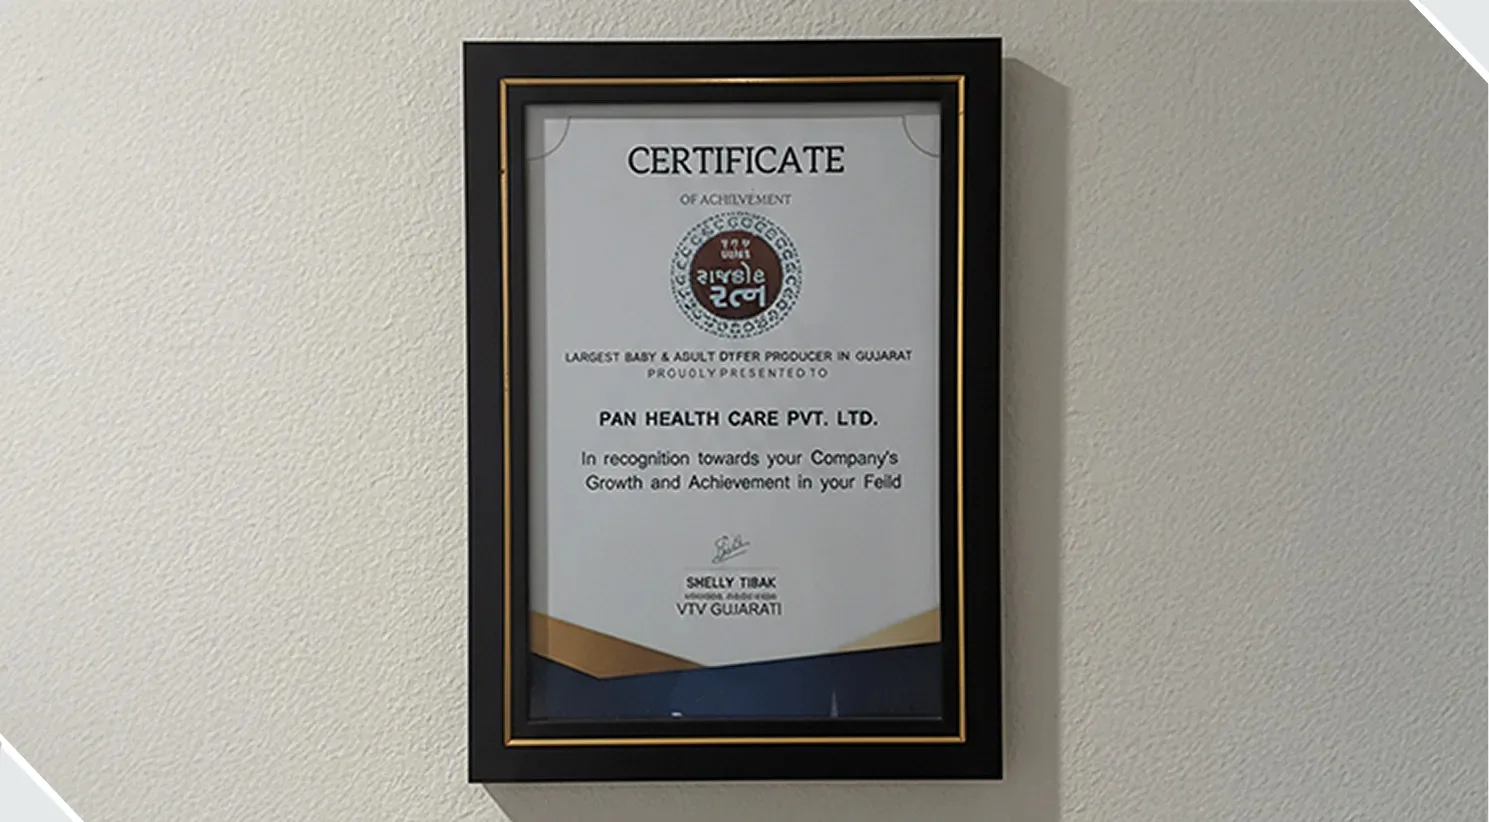 CERTIFICATE
OF ACHIEVEMENT
રાજકોટ
રત્ન
LARGEST BABY & ADULT DYFER PRODUCER IN GUJARAT
PROUDLY PRESENTED TO
PAN HEALTH CARE PVT. LTD.
In recognition towards your Company's
Growth and Achievement in your Feild
SHELLY TIBAK
VTV GUJARATI